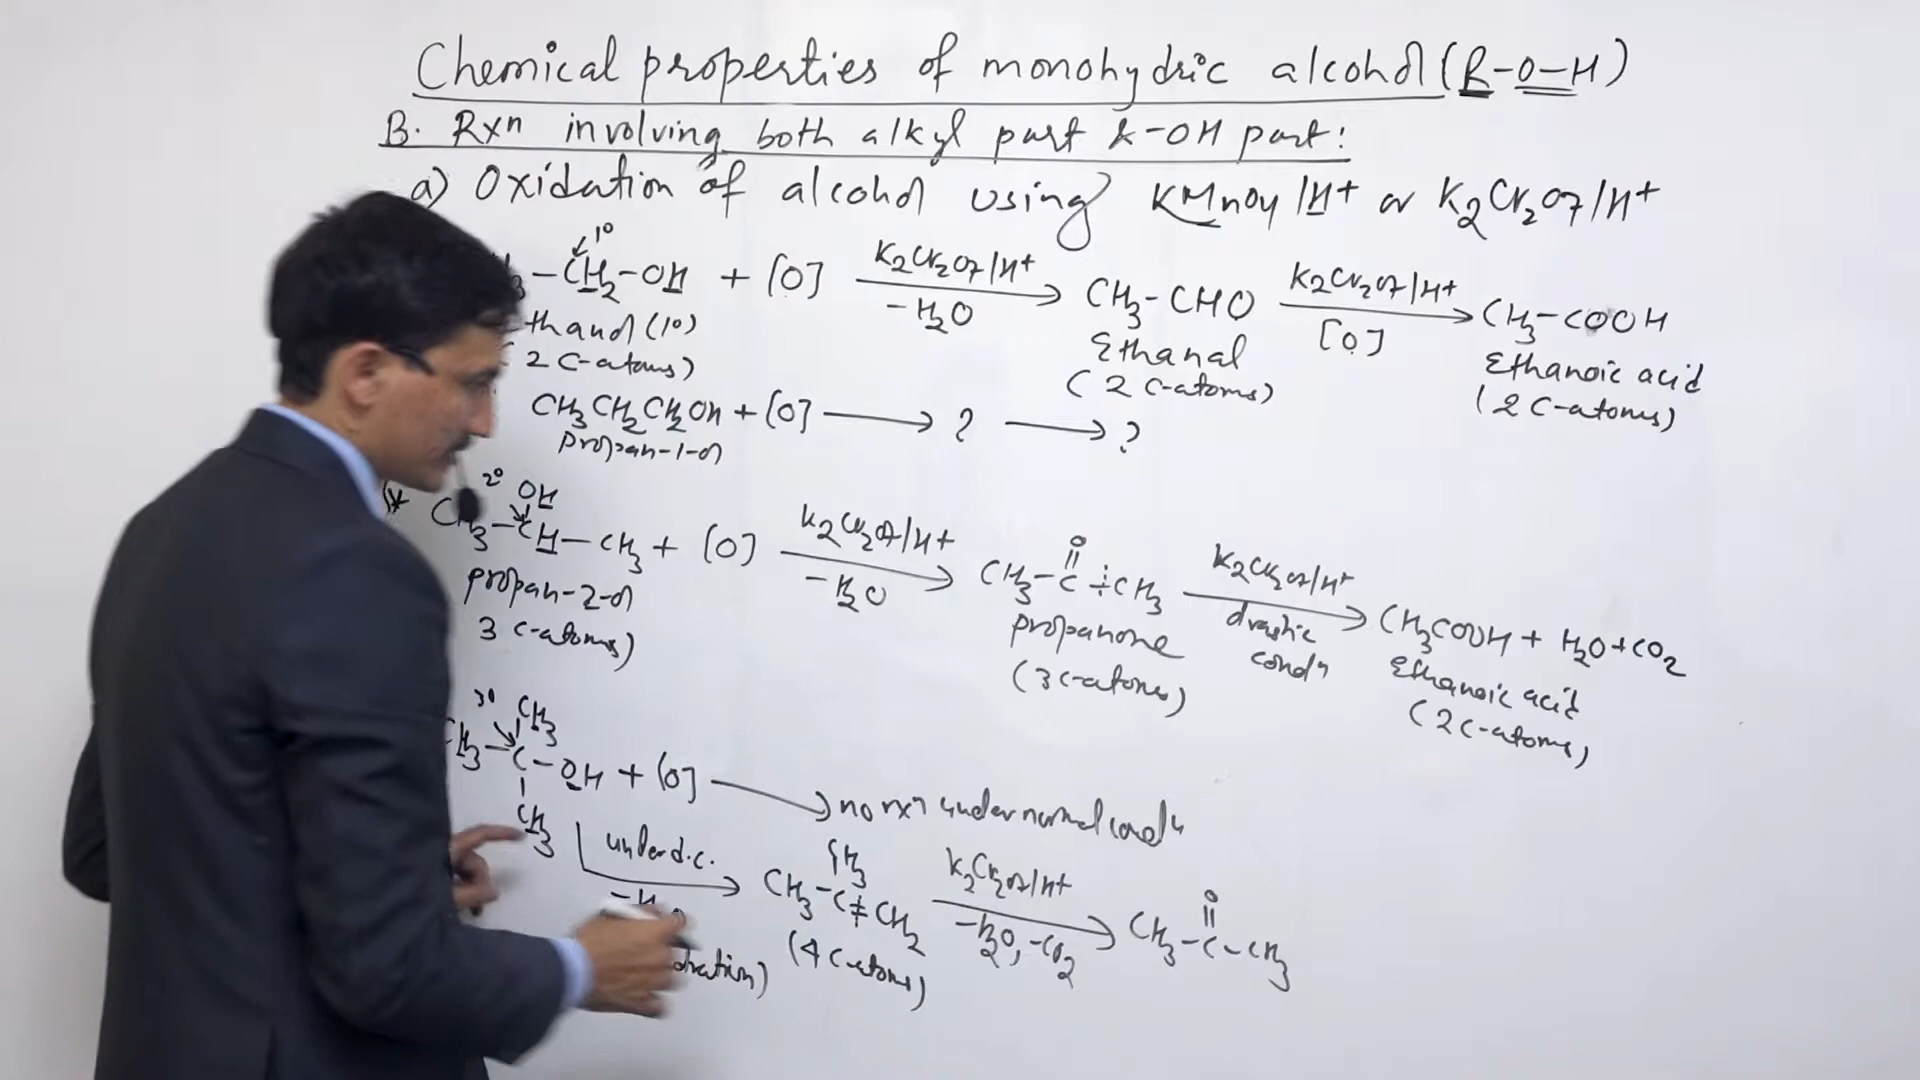 Chemical properties of monohydric alcohol (R-O-H)
B. Rxn involving both alkyl part & -OH part:
a) Oxidation of alcohol using KMnO4/H+ or K2Cr2O7/H+
1°
3-CH2-OH + [O] K2Cr2O7/H+ -H2O CH3-CHO K2Cr2O7/H+ [O] CH3-COOH
thanol (1°) Ethanal Ethanoic acid
2 C-atoms) (2 C-atoms) (2 C-atoms)
CH3CH2CH2OH + [O] → ? → ?
propan-1-ol
2° OH
* CH3-CH-CH3 + [O] K2Cr2O7/H+ -H2O CH3-C-CH3 O K2Cr2O7/H+ drastic condn CH3COOH + H2O + CO2
propan-2-ol propanone Ethanoic acid
3 C-atoms) (3 C-atoms) (2 C-atoms)
3° CH3
CH3-C-OH + [O] → no rxn under normal condn
CH3
under d.c. CH3
CH3-C=CH2 K2Cr2O7/H+ -H2O, -CO2 CH3-C-CH3 O
dration) (4 C-atoms)